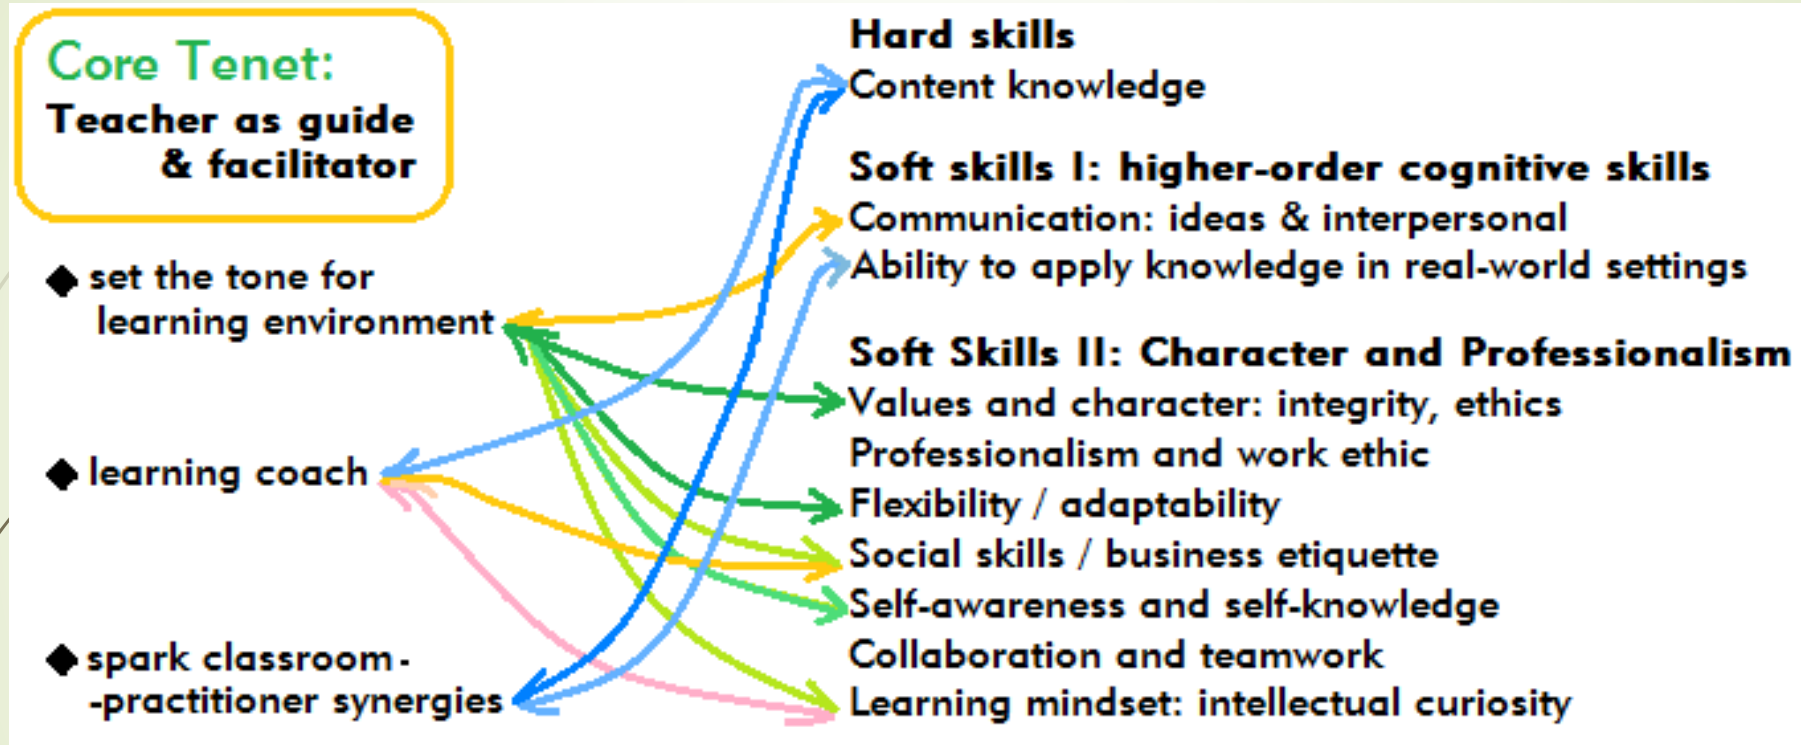 Core Tenet:
Teacher as guide
& facilitator
◆ set the tone for
learning environment
◆ learning coach
◆ spark classroom-
-practitioner synergies
Hard skills
Content knowledge
Soft skills I: higher-order cognitive skills
Communication: ideas & interpersonal
Ability to apply knowledge in real-world settings
Soft Skills II: Character and Professionalism
Values and character: integrity, ethics
Professionalism and work ethic
Flexibility / adaptability
Social skills / business etiquette
Self-awareness and self-knowledge
Collaboration and teamwork
Learning mindset: intellectual curiosity